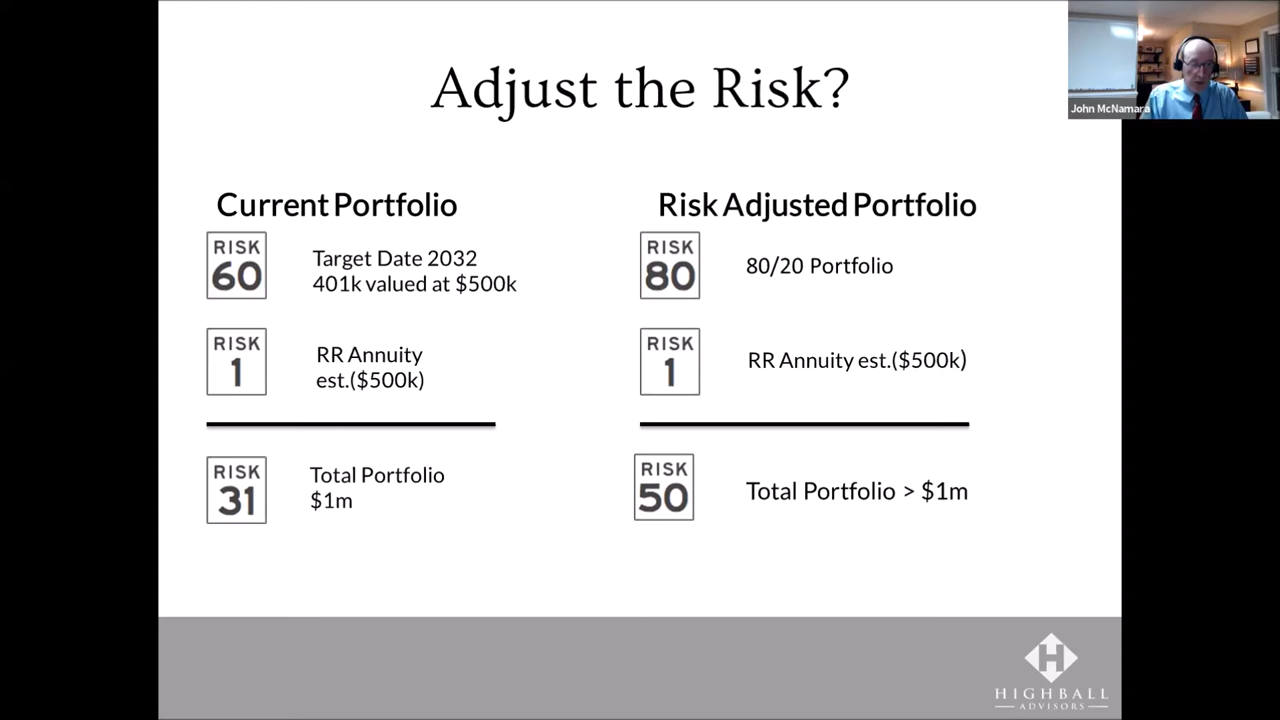 Adjust the Risk?
John McNamara
Current Portfolio
RISK
60
Target Date 2032
401k valued at $500k
RISK
1
RR Annuity
est.($500k)
RISK
31
Total Portfolio
$1m
Risk Adjusted Portfolio
RISK
80
80/20 Portfolio
RISK
1
RR Annuity est.($500k)
RISK
50
Total Portfolio > $1m
H
HIGHBALL
ADVISORS